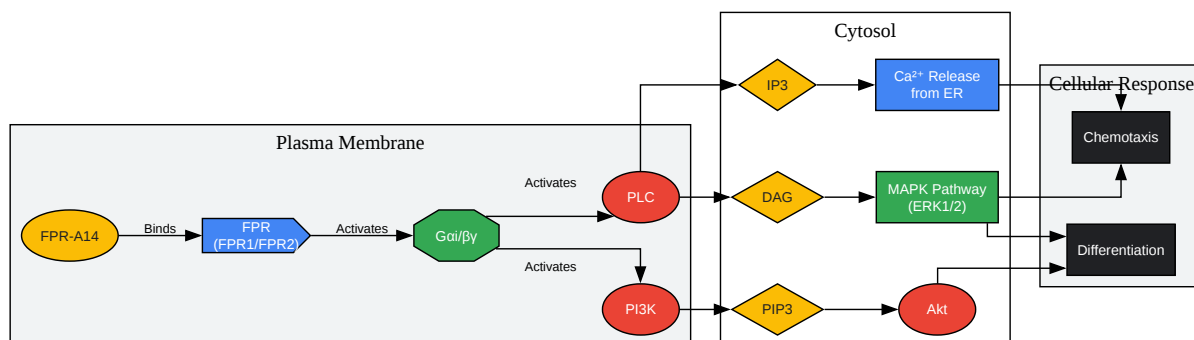 Plasma Membrane
FPR-A14
Binds
FPR
(FPR1/FPR2)
Activates
Gαi/βγ
Activates
Activates
PLC
PI3K
Cytosol
IP3
Ca²⁺ Release
from ER
DAG
MAPK Pathway
(ERK1/2)
PIP3
Akt
Cellular Response
Chemotaxis
Differentiation